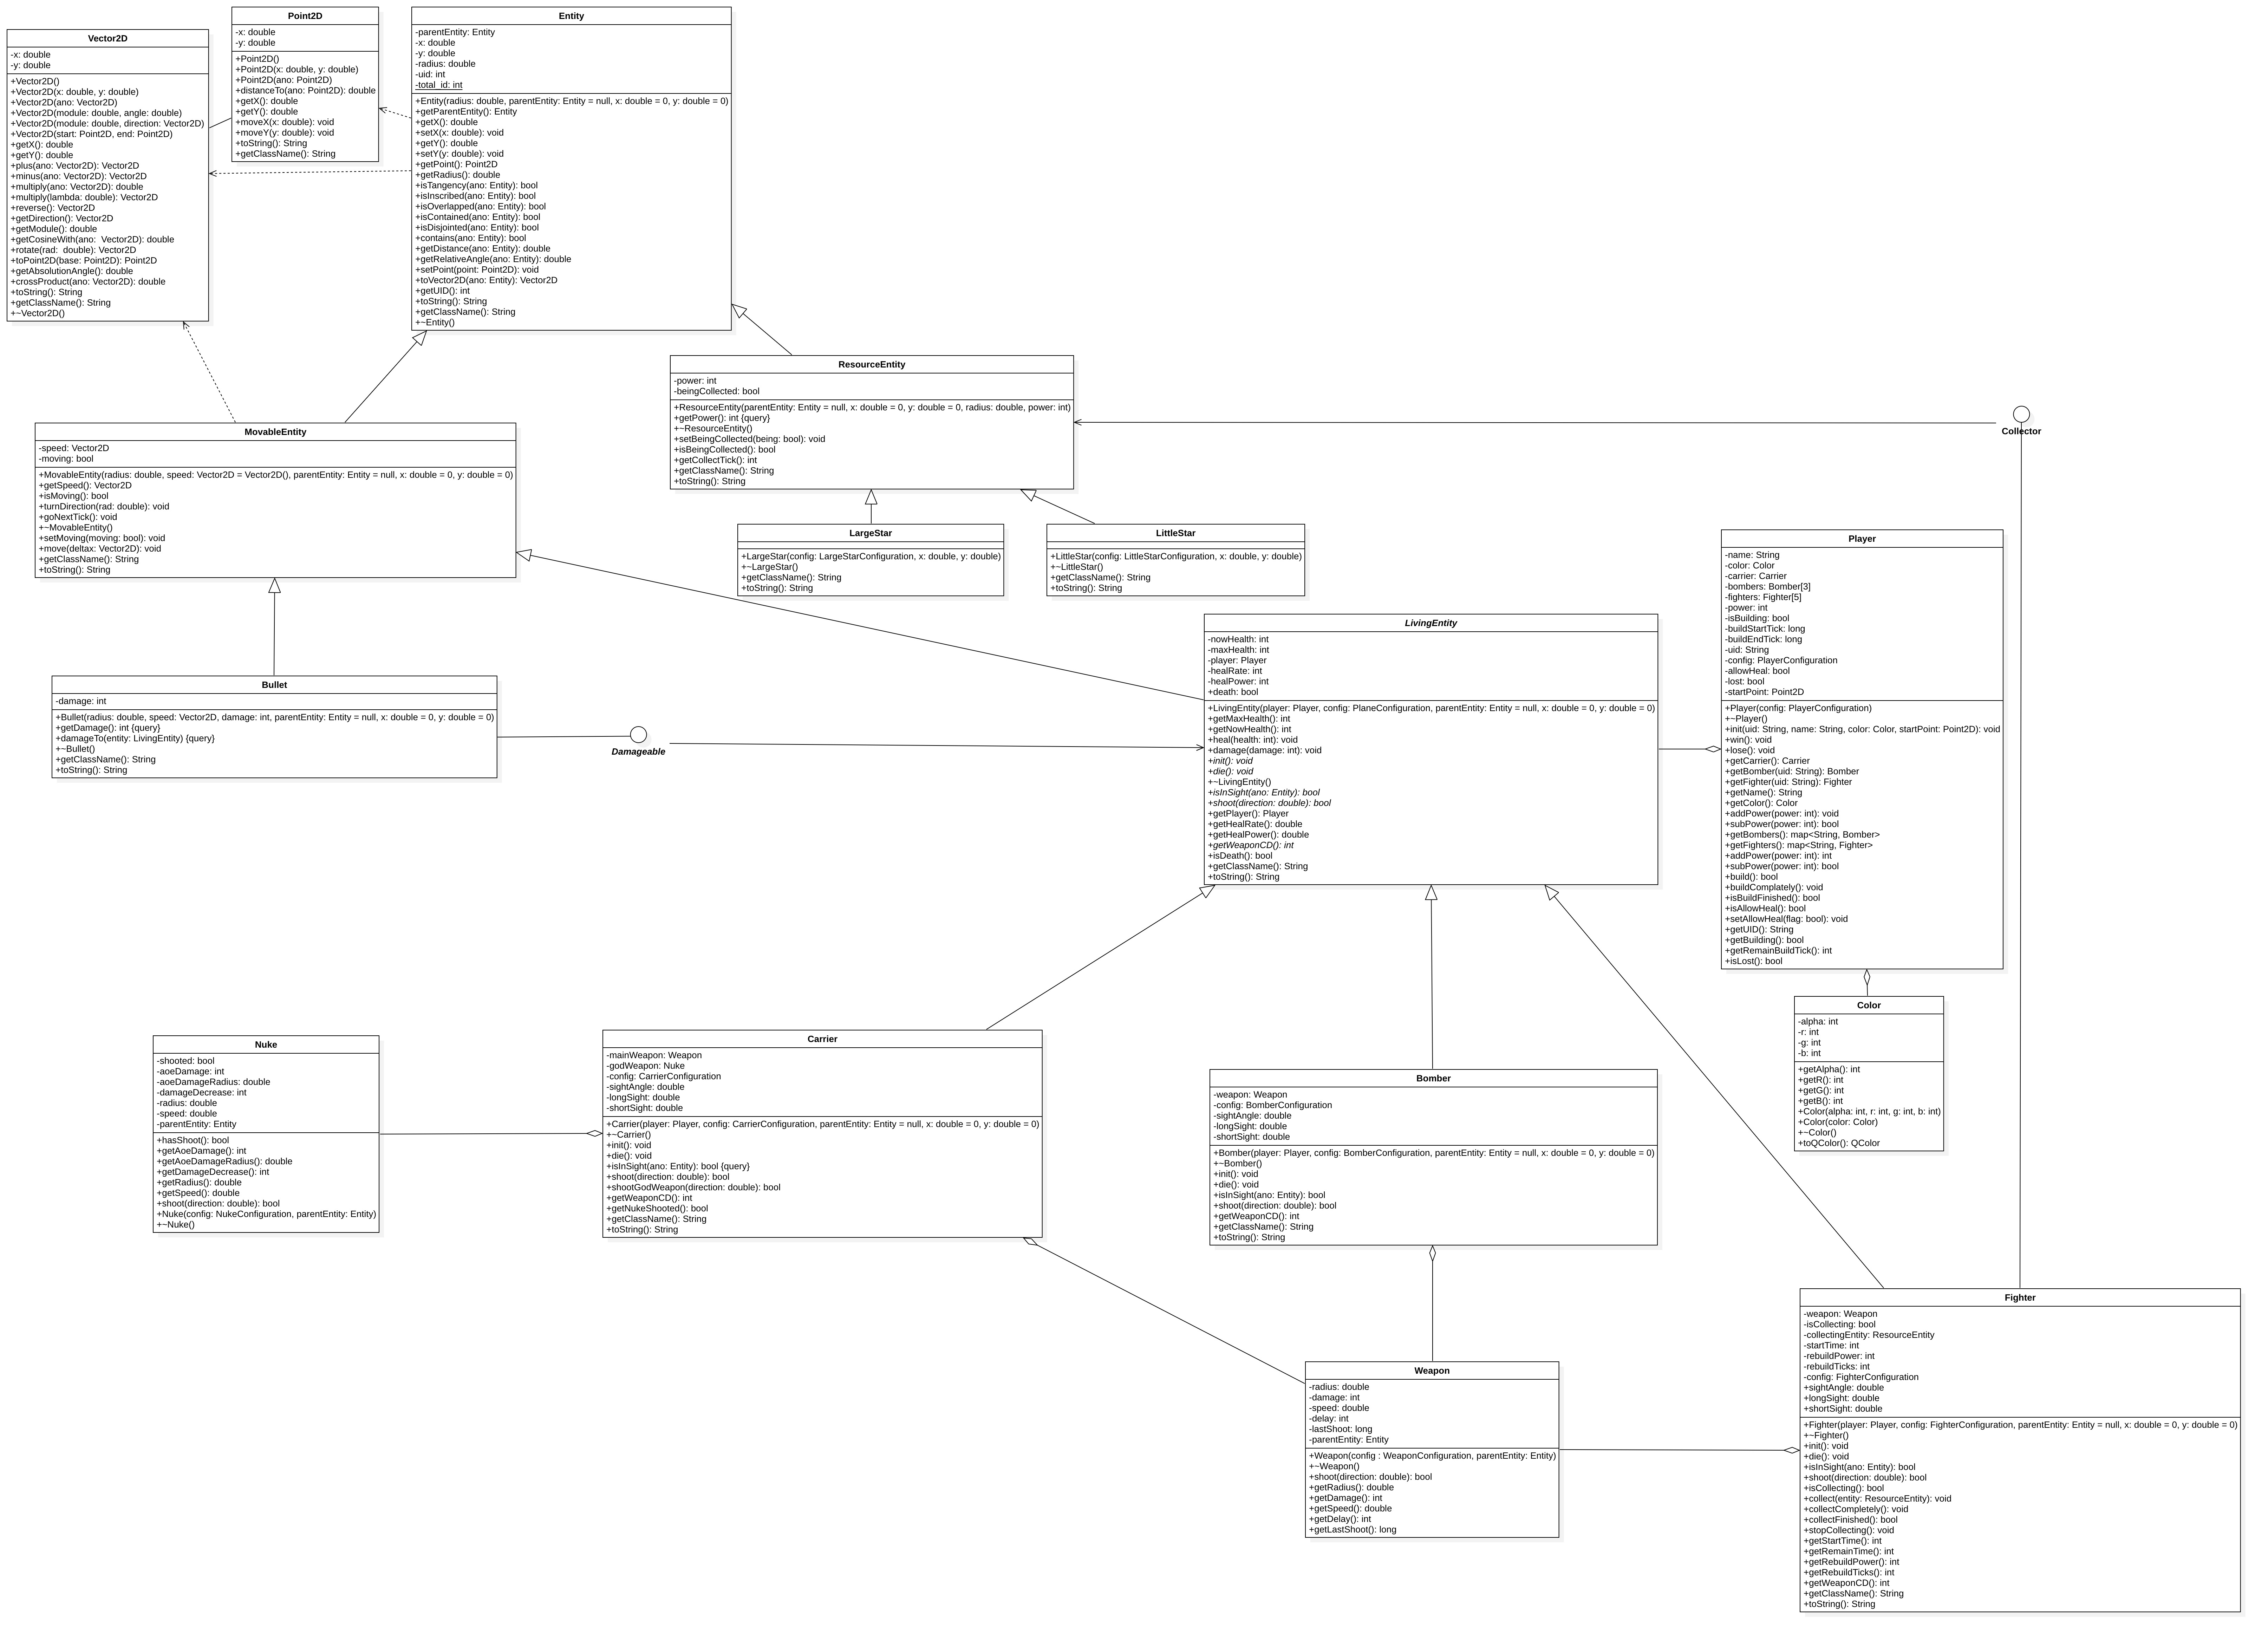 Vector2D
-x: double
-y: double
+Vector2D()
+Vector2D(x: double, y: double)
+Vector2D(ano: Vector2D)
+Vector2D(module: double, angle: double)
+Vector2D(module: double, direction: Vector2D)
+Vector2D(start: Point2D, end: Point2D)
+getX(): double
+getY(): double
+plus(ano: Vector2D): Vector2D
+minus(ano: Vector2D): Vector2D
+multiply(ano: Vector2D): double
+multiply(lambda: double): Vector2D
+reverse(): Vector2D
+getDirection(): Vector2D
+getModule(): double
+getCosineWith(ano:  Vector2D): double
+rotate(rad:  double): Vector2D
+toPoint2D(base: Point2D): Point2D
+getAbsolutionAngle(): double
+crossProduct(ano: Vector2D): double
+toString(): String
+getClassName(): String
+~Vector2D()
Point2D
-x: double
-y: double
+Point2D()
+Point2D(x: double, y: double)
+Point2D(ano: Point2D)
+distanceTo(ano: Point2D): double
+getX(): double
+getY(): double
+moveX(x: double): void
+moveY(y: double): void
+toString(): String
+getClassName(): String
Entity
-parentEntity: Entity
-x: double
-y: double
-radius: double
-uid: int
-total_id: int
+Entity(radius: double, parentEntity: Entity = null, x: double = 0, y: double = 0)
+getParentEntity(): Entity
+getX(): double
+setX(x: double): void
+getY(): double
+setY(y: double): void
+getPoint(): Point2D
+getRadius(): double
+isTangency(ano: Entity): bool
+isInscribed(ano: Entity): bool
+isOverlapped(ano: Entity): bool
+isContained(ano: Entity): bool
+isDisjointed(ano: Entity): bool
+contains(ano: Entity): bool
+getDistance(ano: Entity): double
+getRelativeAngle(ano: Entity): double
+setPoint(point: Point2D): void
+toVector2D(ano: Entity): Vector2D
+getUID(): int
+toString(): String
+getClassName(): String
+~Entity()
ResourceEntity
-power: int
-beingCollected: bool
+ResourceEntity(parentEntity: Entity = null, x: double = 0, y: double = 0, radius: double, power: int)
+getPower(): int {query}
+~ResourceEntity()
+setBeingCollected(being: bool): void
+isBeingCollected(): bool
+getCollectTick(): int
+getClassName(): String
+toString(): String
Collector
MovableEntity
-speed: Vector2D
-moving: bool
+MovableEntity(radius: double, speed: Vector2D = Vector2D(), parentEntity: Entity = null, x: double = 0, y: double = 0)
+getSpeed(): Vector2D
+isMoving(): bool
+turnDirection(rad: double): void
+goNextTick(): void
+~MovableEntity()
+setMoving(moving: bool): void
+move(deltax: Vector2D): void
+getClassName(): String
+toString(): String
LargeStar
+LargeStar(config: LargeStarConfiguration, x: double, y: double)
+~LargeStar()
+getClassName(): String
+toString(): String
LittleStar
+LittleStar(config: LittleStarConfiguration, x: double, y: double)
+~LittleStar()
+getClassName(): String
+toString(): String
Player
-name: String
-color: Color
-carrier: Carrier
-bombers: Bomber[3]
-fighters: Fighter[5]
-power: int
-isBuilding: bool
-buildStartTick: long
-buildEndTick: long
-uid: String
-config: PlayerConfiguration
-allowHeal: bool
-lost: bool
-startPoint: Point2D
+Player(config: PlayerConfiguration)
+~Player()
+init(uid: String, name: String, color: Color, startPoint: Point2D): void
+win(): void
+lose(): void
+getCarrier(): Carrier
+getBomber(uid: String): Bomber
+getFighter(uid: String): Fighter
+getName(): String
+getColor(): Color
+addPower(power: int): void
+subPower(power: int): bool
+getBombers(): map<String, Bomber>
+getFighters(): map<String, Fighter>
+addPower(power: int): int
+subPower(power: int): bool
+build(): bool
+buildComplately(): void
+isBuildFinished(): bool
+isAllowHeal(): bool
+setAllowHeal(flag: bool): void
+getUID(): String
+getBuilding(): bool
+getRemainBuildTick(): int
+isLost(): bool
LivingEntity
-nowHealth: int
-maxHealth: int
-player: Player
-healRate: int
-healPower: int
+death: bool
+LivingEntity(player: Player, config: PlaneConfiguration, parentEntity: Entity = null, x: double = 0, y: double = 0)
+getMaxHealth(): int
+getNowHealth(): int
+heal(health: int): void
+damage(damage: int): void
+init(): void
+die(): void
+~LivingEntity()
+isInSight(ano: Entity): bool
+shoot(direction: double): bool
+getPlayer(): Player
+getHealRate(): double
+getHealPower(): double
+getWeaponCD(): int
+isDeath(): bool
+getClassName(): String
+toString(): String
Bullet
-damage: int
+Bullet(radius: double, speed: Vector2D, damage: int, parentEntity: Entity = null, x: double = 0, y: double = 0)
+getDamage(): int {query}
+damageTo(entity: LivingEntity) {query}
+~Bullet()
+getClassName(): String
+toString(): String
Damageable
Color
-alpha: int
-r: int
-g: int
-b: int
+getAlpha(): int
+getR(): int
+getG(): int
+getB(): int
+Color(alpha: int, r: int, g: int, b: int)
+Color(color: Color)
+~Color()
+toQColor(): QColor
Nuke
-shooted: bool
-aoeDamage: int
-aoeDamageRadius: double
-damageDecrease: int
-radius: double
-speed: double
-parentEntity: Entity
+hasShoot(): bool
+getAoeDamage(): int
+getAoeDamageRadius(): double
+getDamageDecrease(): int
+getRadius(): double
+getSpeed(): double
+shoot(direction: double): bool
+Nuke(config: NukeConfiguration, parentEntity: Entity)
+~Nuke()
Carrier
-mainWeapon: Weapon
-godWeapon: Nuke
-config: CarrierConfiguration
-sightAngle: double
-longSight: double
-shortSight: double
+Carrier(player: Player, config: CarrierConfiguration, parentEntity: Entity = null, x: double = 0, y: double = 0)
+~Carrier()
+init(): void
+die(): void
+isInSight(ano: Entity): bool {query}
+shoot(direction: double): bool
+shootGodWeapon(direction: double): bool
+getWeaponCD(): int
+getNukeShooted(): bool
+getClassName(): String
+toString(): String
Bomber
-weapon: Weapon
-config: BomberConfiguration
-sightAngle: double
-longSight: double
-shortSight: double
+Bomber(player: Player, config: BomberConfiguration, parentEntity: Entity = null, x: double = 0, y: double = 0)
+~Bomber()
+init(): void
+die(): void
+isInSight(ano: Entity): bool
+shoot(direction: double): bool
+getWeaponCD(): int
+getClassName(): String
+toString(): String
Weapon
-radius: double
-damage: int
-speed: double
-delay: int
-lastShoot: long
-parentEntity: Entity
+Weapon(config : WeaponConfiguration, parentEntity: Entity)
+~Weapon()
+shoot(direction: double): bool
+getRadius(): double
+getDamage(): int
+getSpeed(): double
+getDelay(): int
+getLastShoot(): long
Fighter
-weapon: Weapon
-isCollecting: bool
-collectingEntity: ResourceEntity
-startTime: int
-rebuildPower: int
-rebuildTicks: int
-config: FighterConfiguration
+sightAngle: double
+longSight: double
+shortSight: double
+Fighter(player: Player, config: FighterConfiguration, parentEntity: Entity = null, x: double = 0, y: double = 0)
+~Fighter()
+init(): void
+die(): void
+isInSight(ano: Entity): bool
+shoot(direction: double): bool
+isCollecting(): bool
+collect(entity: ResourceEntity): void
+collectCompletely(): void
+collectFinished(): bool
+stopCollecting(): void
+getStartTime(): int
+getRemainTime(): int
+getRebuildPower(): int
+getRebuildTicks(): int
+getWeaponCD(): int
+getClassName(): String
+toString(): String